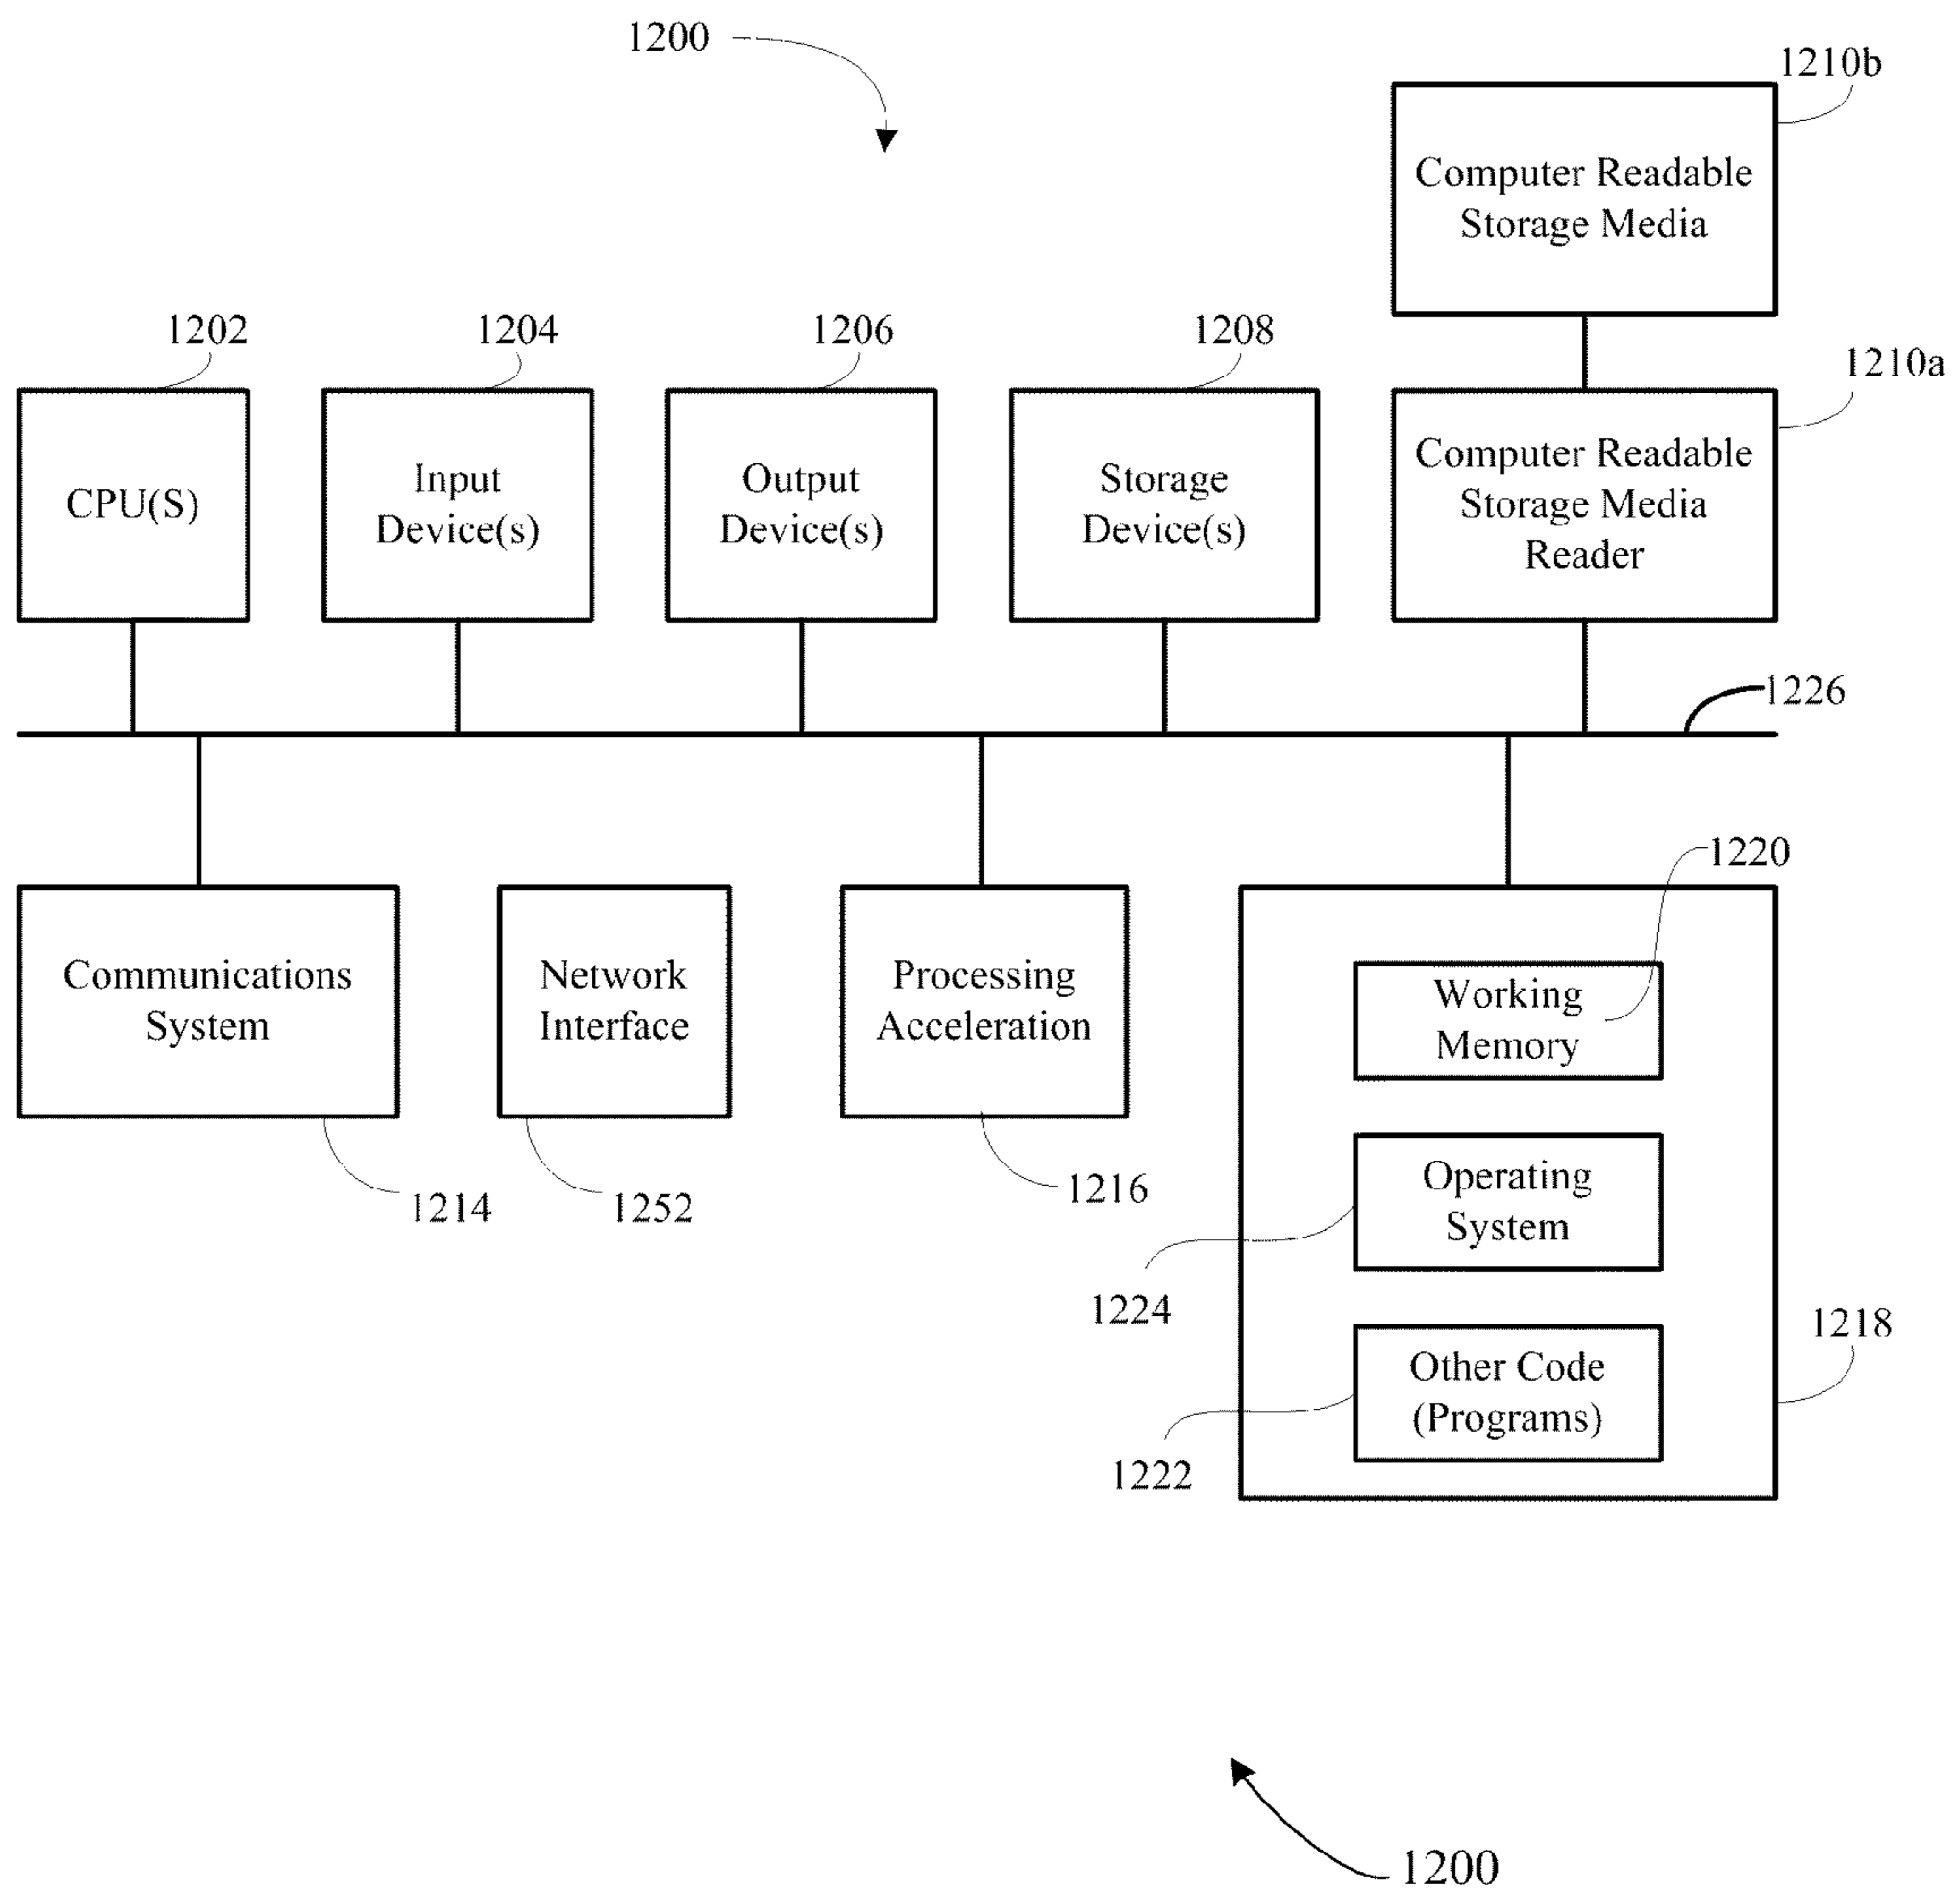 1200
1210b
Computer Readable
Storage Media
1202
1204
1206
1208
1210a
CPU(S)
Input
Device(s)
Output
Device(s)
Storage
Device(s)
Computer Readable
Storage Media
Reader
1226
1220
Communications
System
Network
Interface
Processing
Acceleration
Working
Memory
1214
1252
1216
Operating
System
1224
1218
Other Code
(Programs)
1222
1200